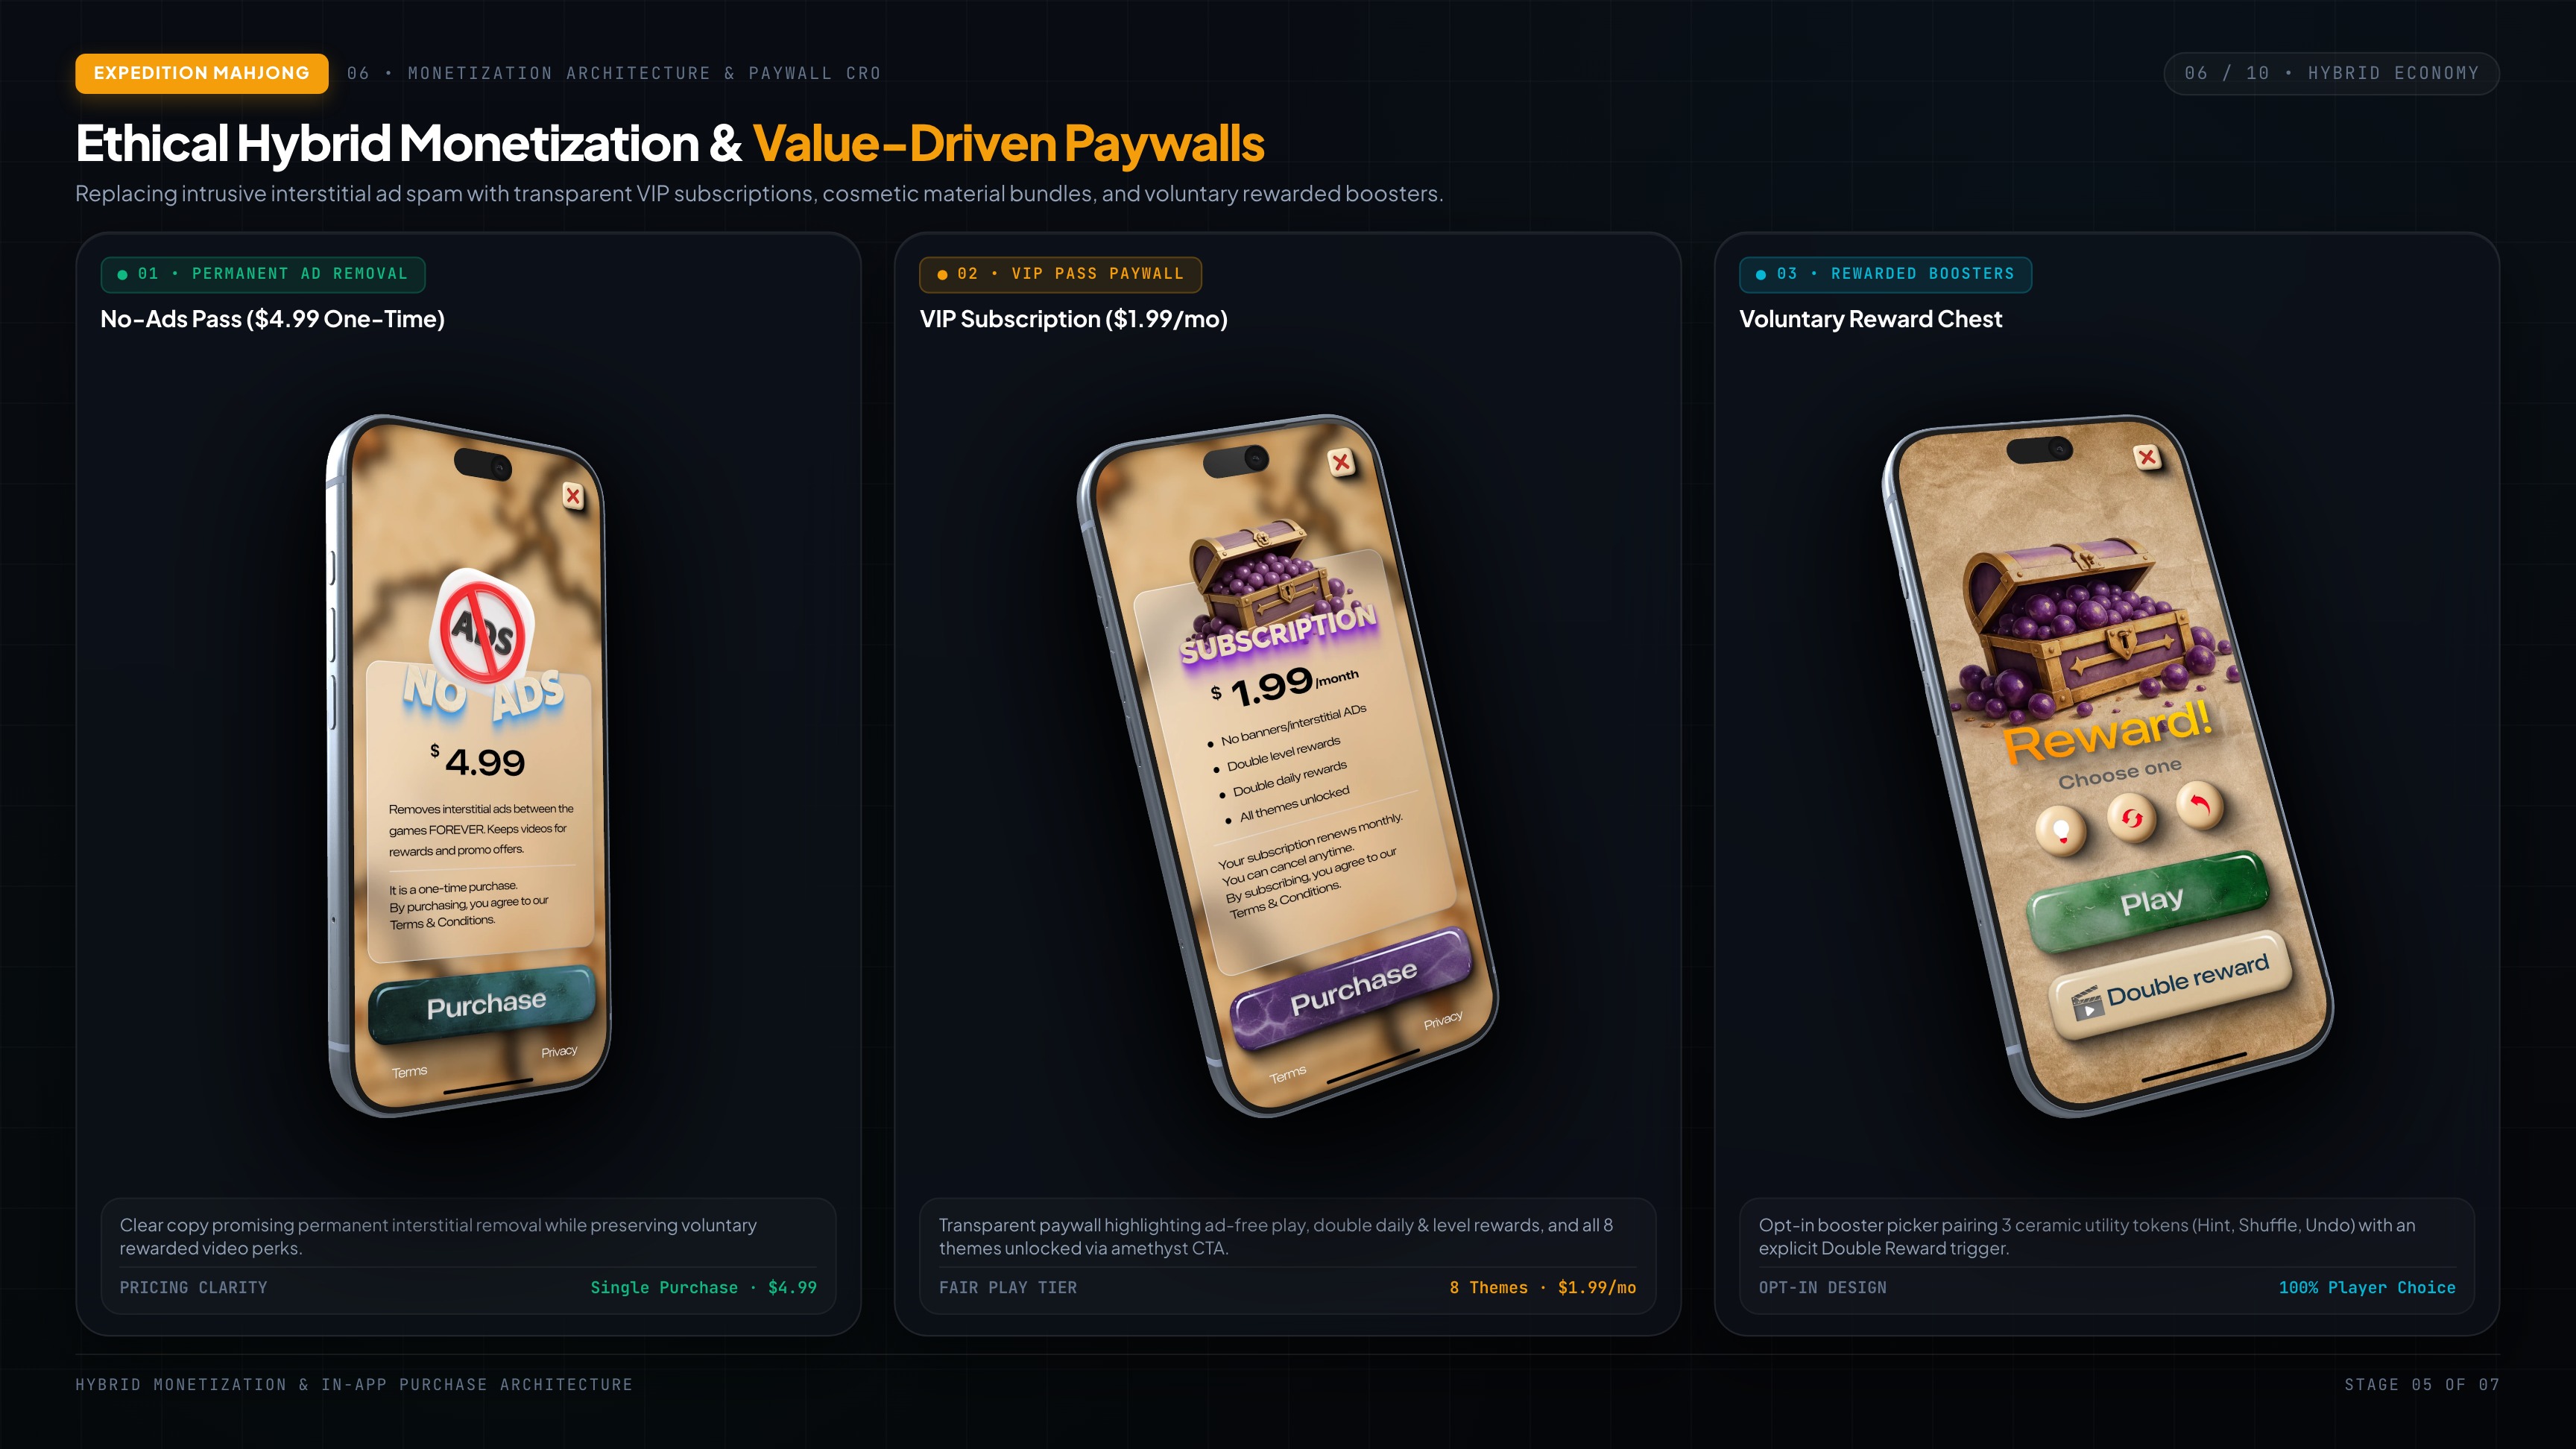 EXPEDITION MAHJONG
06 • MONETIZATION ARCHITECTURE & PAYWALL CRO
06 / 10 • HYBRID ECONOMY
Ethical Hybrid Monetization & Value-Driven Paywalls
Replacing intrusive interstitial ad spam with transparent VIP subscriptions, cosmetic material bundles, and voluntary rewarded boosters.
01 • PERMANENT AD REMOVAL
No-Ads Pass ($4.99 One-Time)
ADS
NO ADS
$ 4.99
Removes interstitial ads between the
games FOREVER. Keeps videos for
rewards and promo offers.
It is a one-time purchase.
By purchasing, you agree to our
Terms & Conditions.
Purchase
Terms
Privacy
Clear copy promising permanent interstitial removal while preserving voluntary
rewarded video perks.
PRICING CLARITY
Single Purchase · $4.99
02 • VIP PASS PAYWALL
VIP Subscription ($1.99/mo)
SUBSCRIPTION
$ 1.99/month
• No banners/interstitial ADs
• Double level rewards
• Double daily rewards
• All themes unlocked
Your subscription renews monthly.
You can cancel anytime.
By subscribing, you agree to our
Terms & Conditions.
Purchase
Terms
Privacy
Transparent paywall highlighting ad-free play, double daily & level rewards, and all 8
themes unlocked via amethyst CTA.
FAIR PLAY TIER
8 Themes · $1.99/mo
03 • REWARDED BOOSTERS
Voluntary Reward Chest
Reward!
Choose one
Play
Double reward
Opt-in booster picker pairing 3 ceramic utility tokens (Hint, Shuffle, Undo) with an
explicit Double Reward trigger.
OPT-IN DESIGN
100% Player Choice
HYBRID MONETIZATION & IN-APP PURCHASE ARCHITECTURE
STAGE 05 OF 07